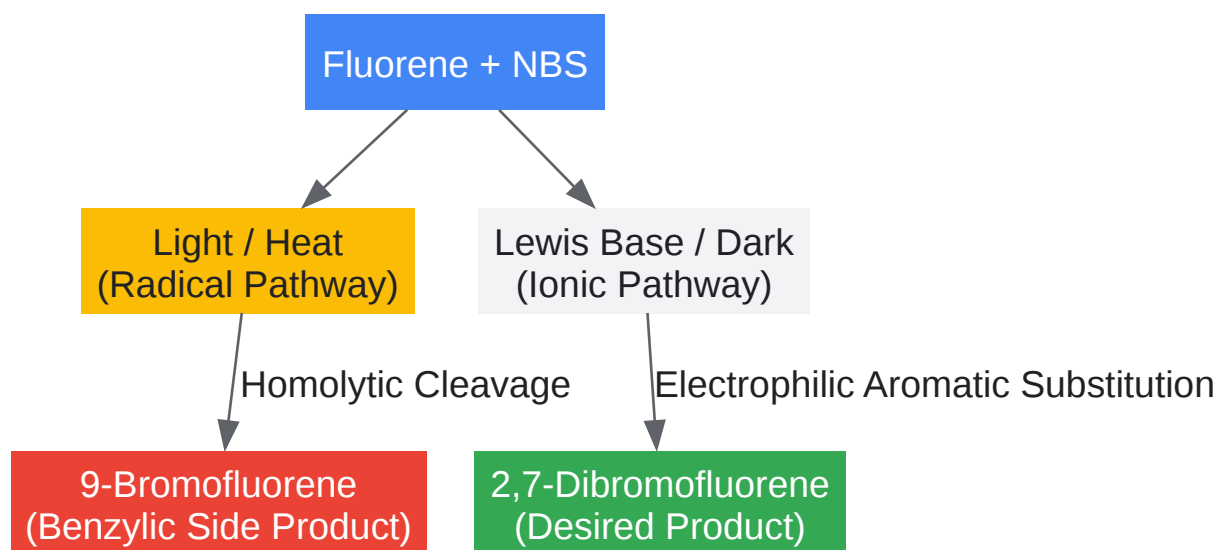 Fluorene + NBS
Light / Heat
(Radical Pathway)
Lewis Base / Dark
(Ionic Pathway)
Homolytic Cleavage
Electrophilic Aromatic Substitution
9-Bromofluorene
(Benzylic Side Product)
2,7-Dibromofluorene
(Desired Product)